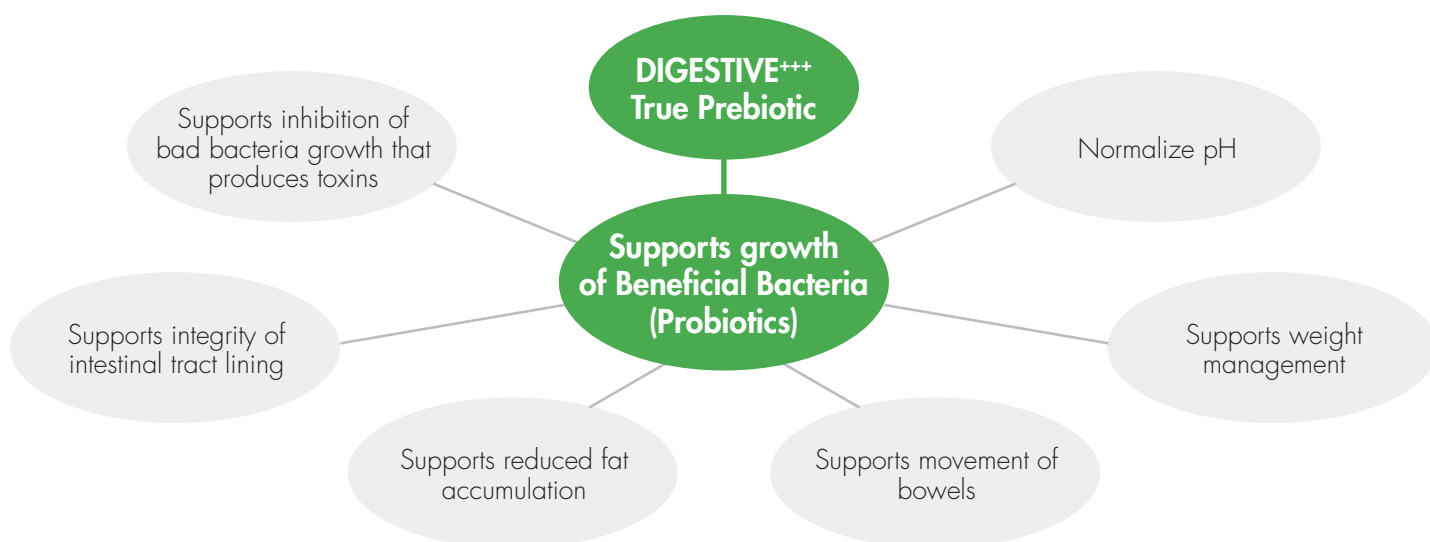 DIGESTIVE+++
True Prebiotic
Supports inhibition of
bad bacteria growth that
produces toxins
Normalize pH
Supports growth
of Beneficial Bacteria
(Probiotics)
Supports integrity of
intestinal tract lining
Supports weight
management
Supports reduced fat
accumulation
Supports movement of
bowels